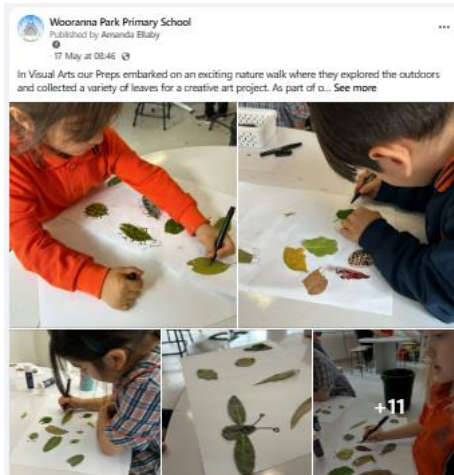 Wooranna Park Primary School
Published by Amanda Ellaby
17 May at 08:46
In Visual Arts our Preps embarked on an exciting nature walk where they explored the outdoors
and collected a variety of leaves for a creative art project. As part of o... See more
+11